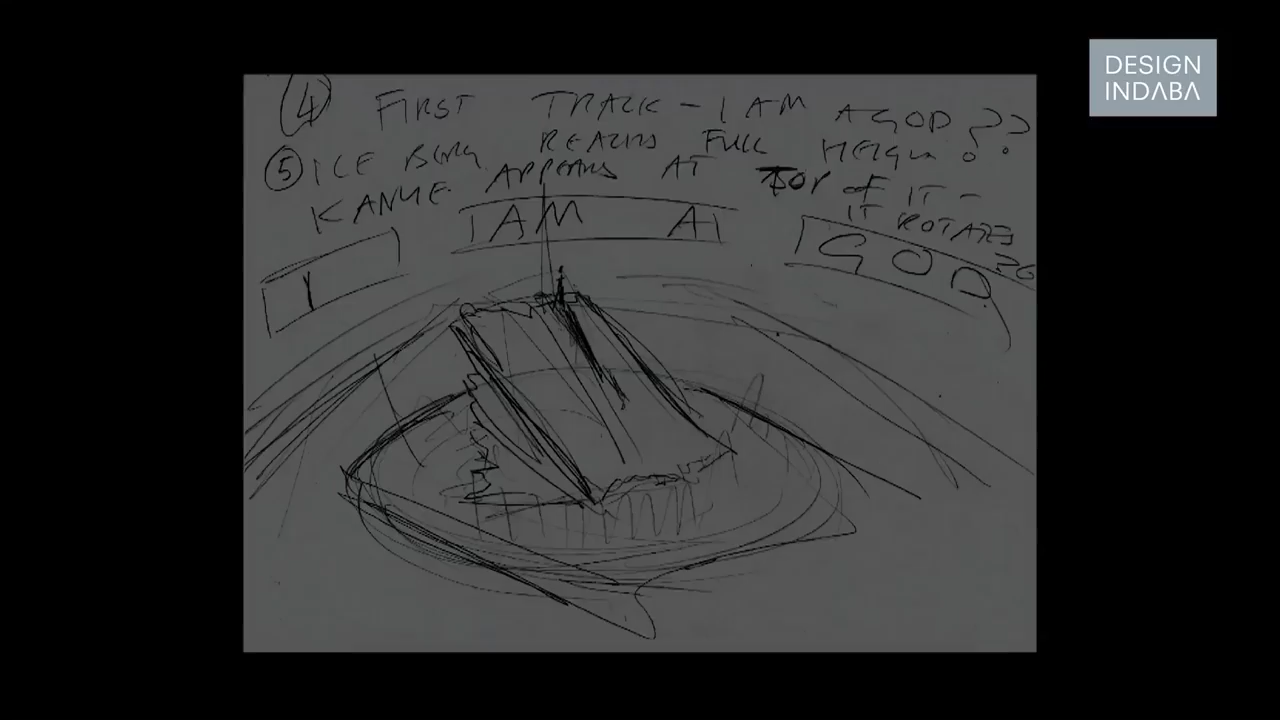 DESIGN
INDABA
(4) FIRST TRACK - I AM A GOD ??
(5) ICE BERG REACHES FULL HEIGHT
KANYE APPEARS AT TOP OF IT -
IT ROTATES
I
I AM A
GOD